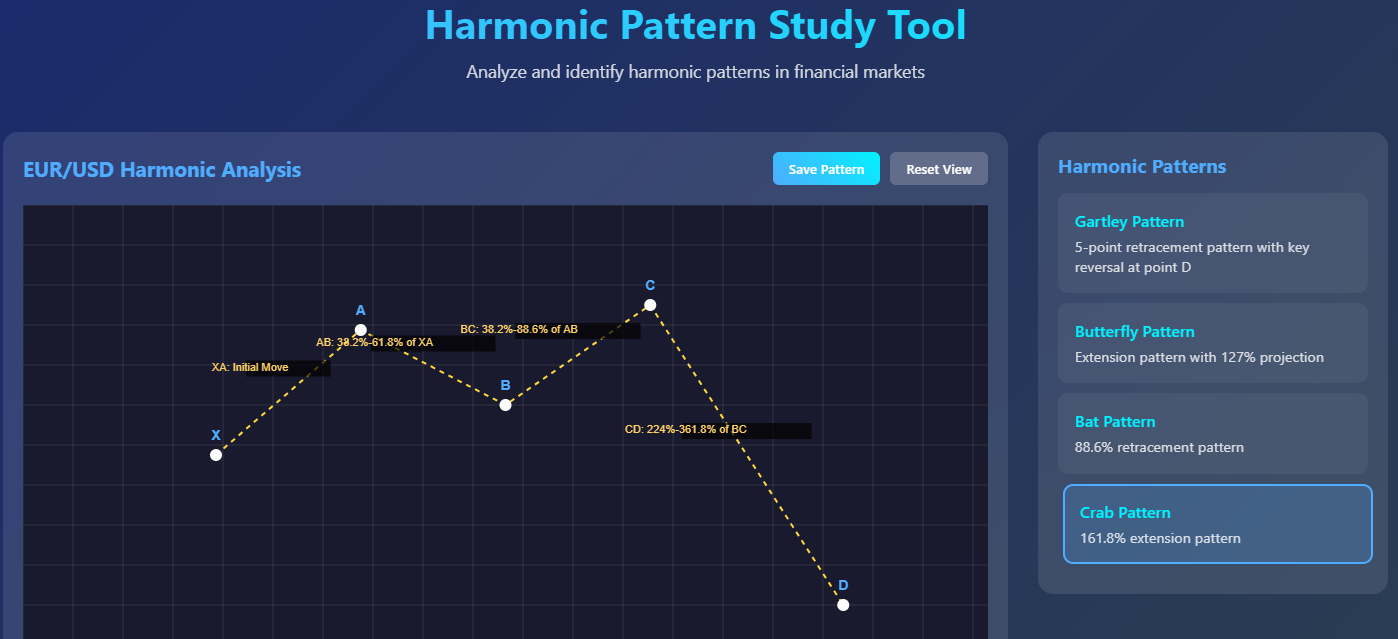 Harmonic Pattern Study Tool
Analyze and identify harmonic patterns in financial markets
EUR/USD Harmonic Analysis
Save Pattern
Reset View
C
A
BC: 38.2%-88.6% of AB
AB: 38.2%-61.8% of XA
XA: Initial Move
B
X
CD: 224%-361.8% of BC
D
Harmonic Patterns
Gartley Pattern
5-point retracement pattern with key
reversal at point D
Butterfly Pattern
Extension pattern with 127% projection
Bat Pattern
88.6% retracement pattern
Crab Pattern
161.8% extension pattern